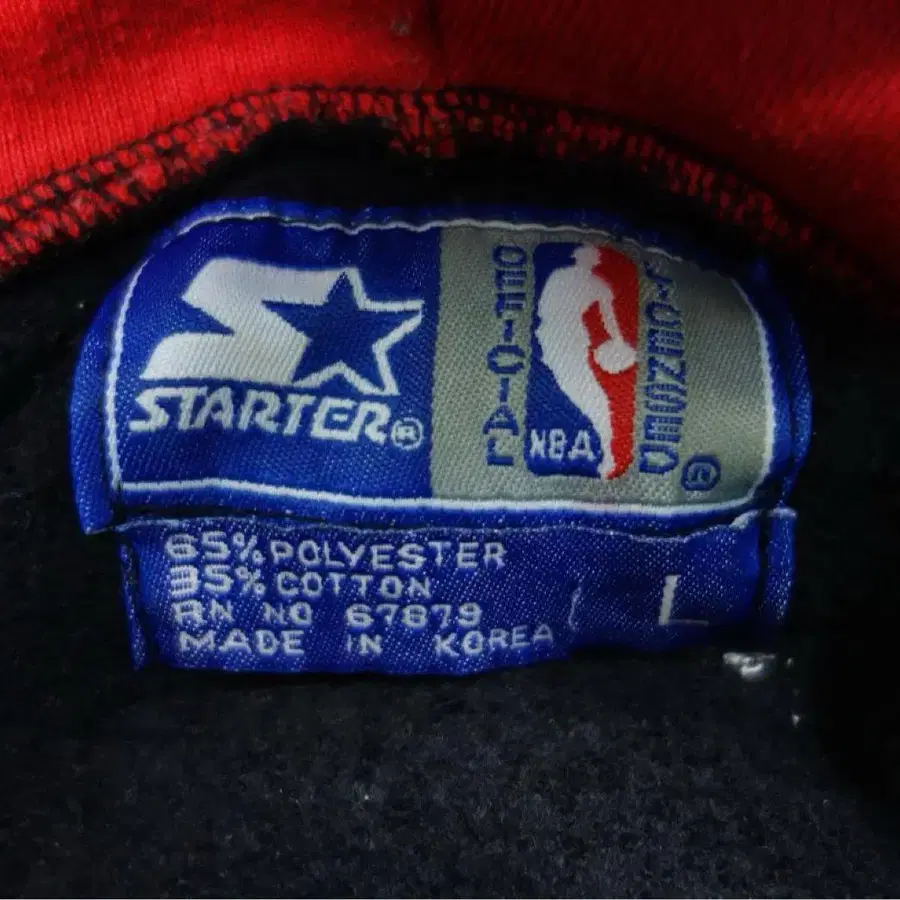 STARTER®
OFFICIAL
NBA
LICENSED
®
65% POLYESTER
35% COTTON
RN NO 67879
MADE IN KOREA
L